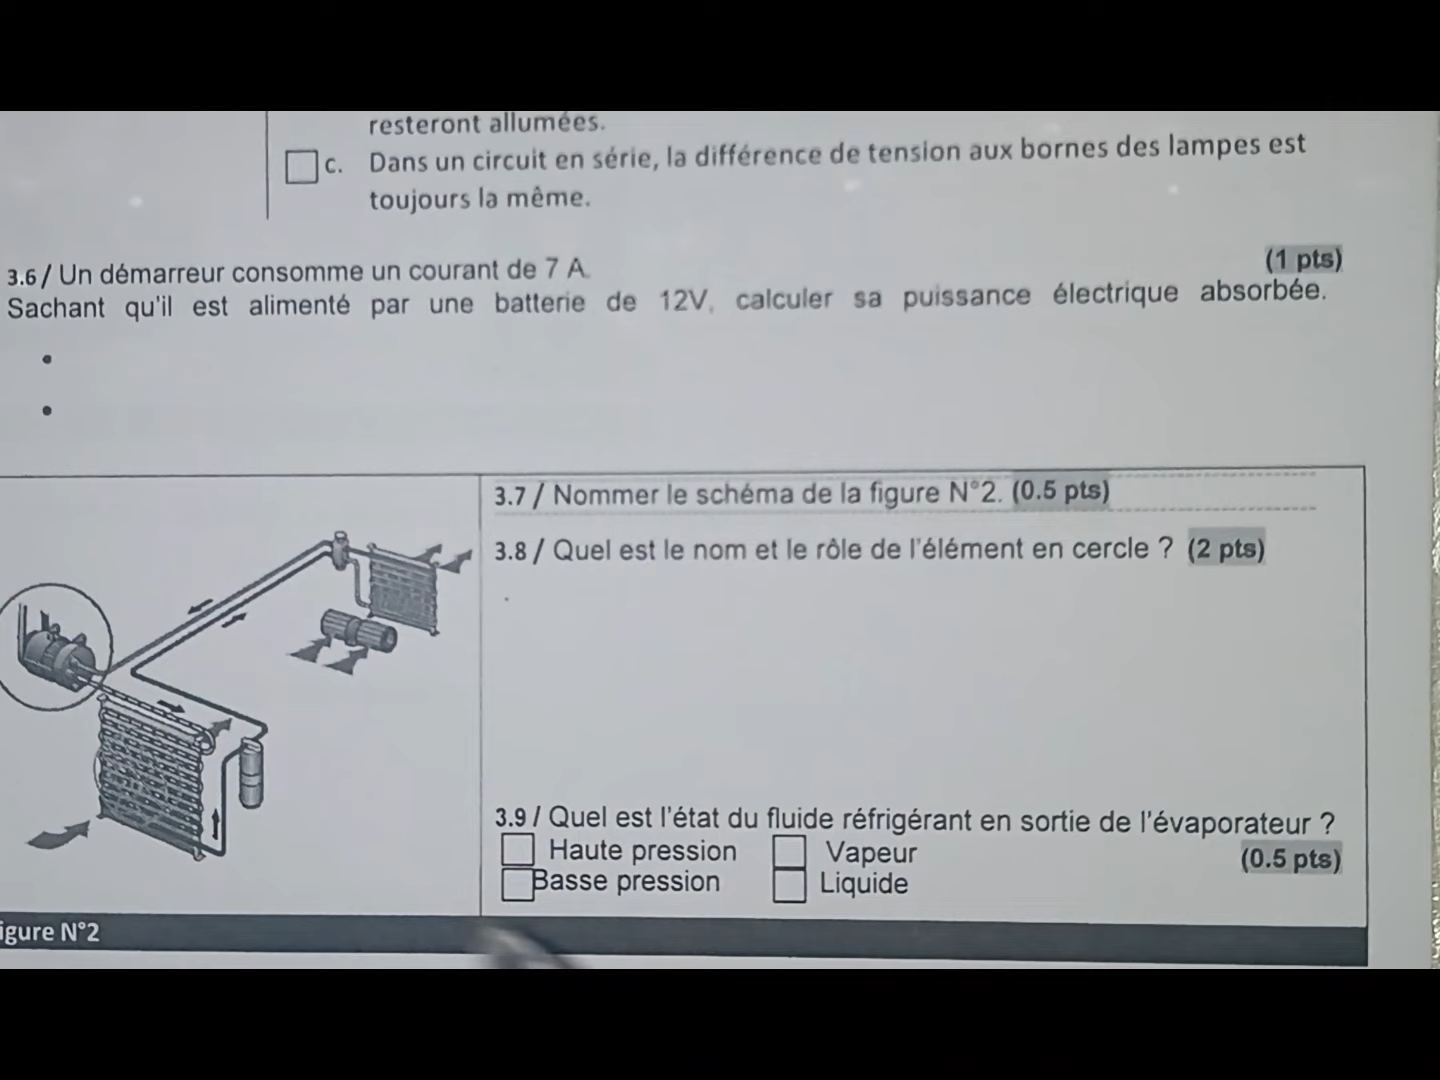 resteront allumées.
c. Dans un circuit en série, la différence de tension aux bornes des lampes est
toujours la même.
(1 pts)
3.6 / Un démarreur consomme un courant de 7 A.
Sachant qu'il est alimenté par une batterie de 12V, calculer sa puissance électrique absorbée.
3.7 / Nommer le schéma de la figure N°2. (0.5 pts)
3.8 / Quel est le nom et le rôle de l'élément en cercle ? (2 pts)
3.9 / Quel est l'état du fluide réfrigérant en sortie de l'évaporateur ?
Haute pression Vapeur (0.5 pts)
Basse pression Liquide
igure N°2